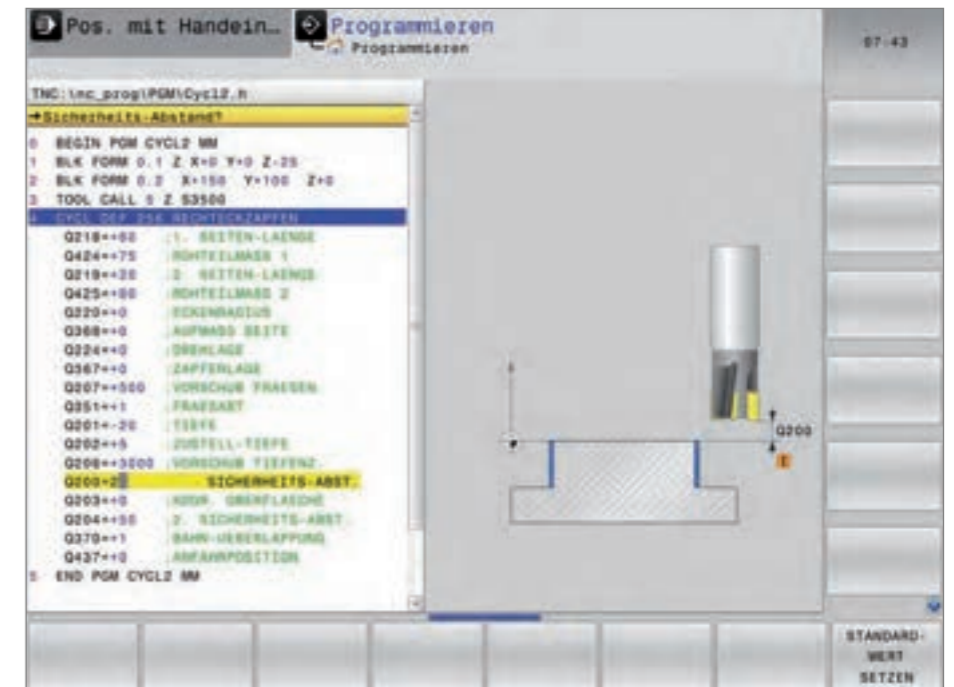 Pos. mit Handein…
Programmieren
Programmieren
07:43
TNC:\nc_prog\PGM\Cycl2.h
→Sicherheits-Abstand?
0 BEGIN PGM CYCL2 MM
1 BLK FORM 0.1 Z X+0 Y+0 Z-25
2 BLK FORM 0.2 X+150 Y+100 Z+0
3 TOOL CALL Z S3500
4 CYCL DEF 256 RECHTECKZAPFEN
Q218=+60 ;1. SEITEN-LAENGE
Q424=+75 ;ROHTEILMASS 1
Q219=+20 ;2. SEITEN-LAENGE
Q425=+60 ;ROHTEILMASS 2
Q220=+0 ;ECKENRADIUS
Q368=+0 ;AUFMASS SEITE
Q224=+0 ;DREHLAGE
Q367=+0 ;ZAPFENLAGE
Q207=+500 ;VORSCHUB FRAESEN
Q351=+1 ;FRAESART
Q201=-20 ;TIEFE
Q202=+5 ;ZUSTELL-TIEFE
Q206=+3000 ;VORSCHUB TIEFENZ.
Q200=2 ;SICHERHEITS-ABST.
Q203=+0 ;KOOR. OBERFLAECHE
Q204=+50 ;2. SICHERHEITS-ABST.
Q370=+1 ;BAHN-UEBERLAPPUNG
Q437=+0 ;ANFAHRPOSITION
5 END PGM CYCL2 MM
Q200
STANDARD-
WERT
SETZEN